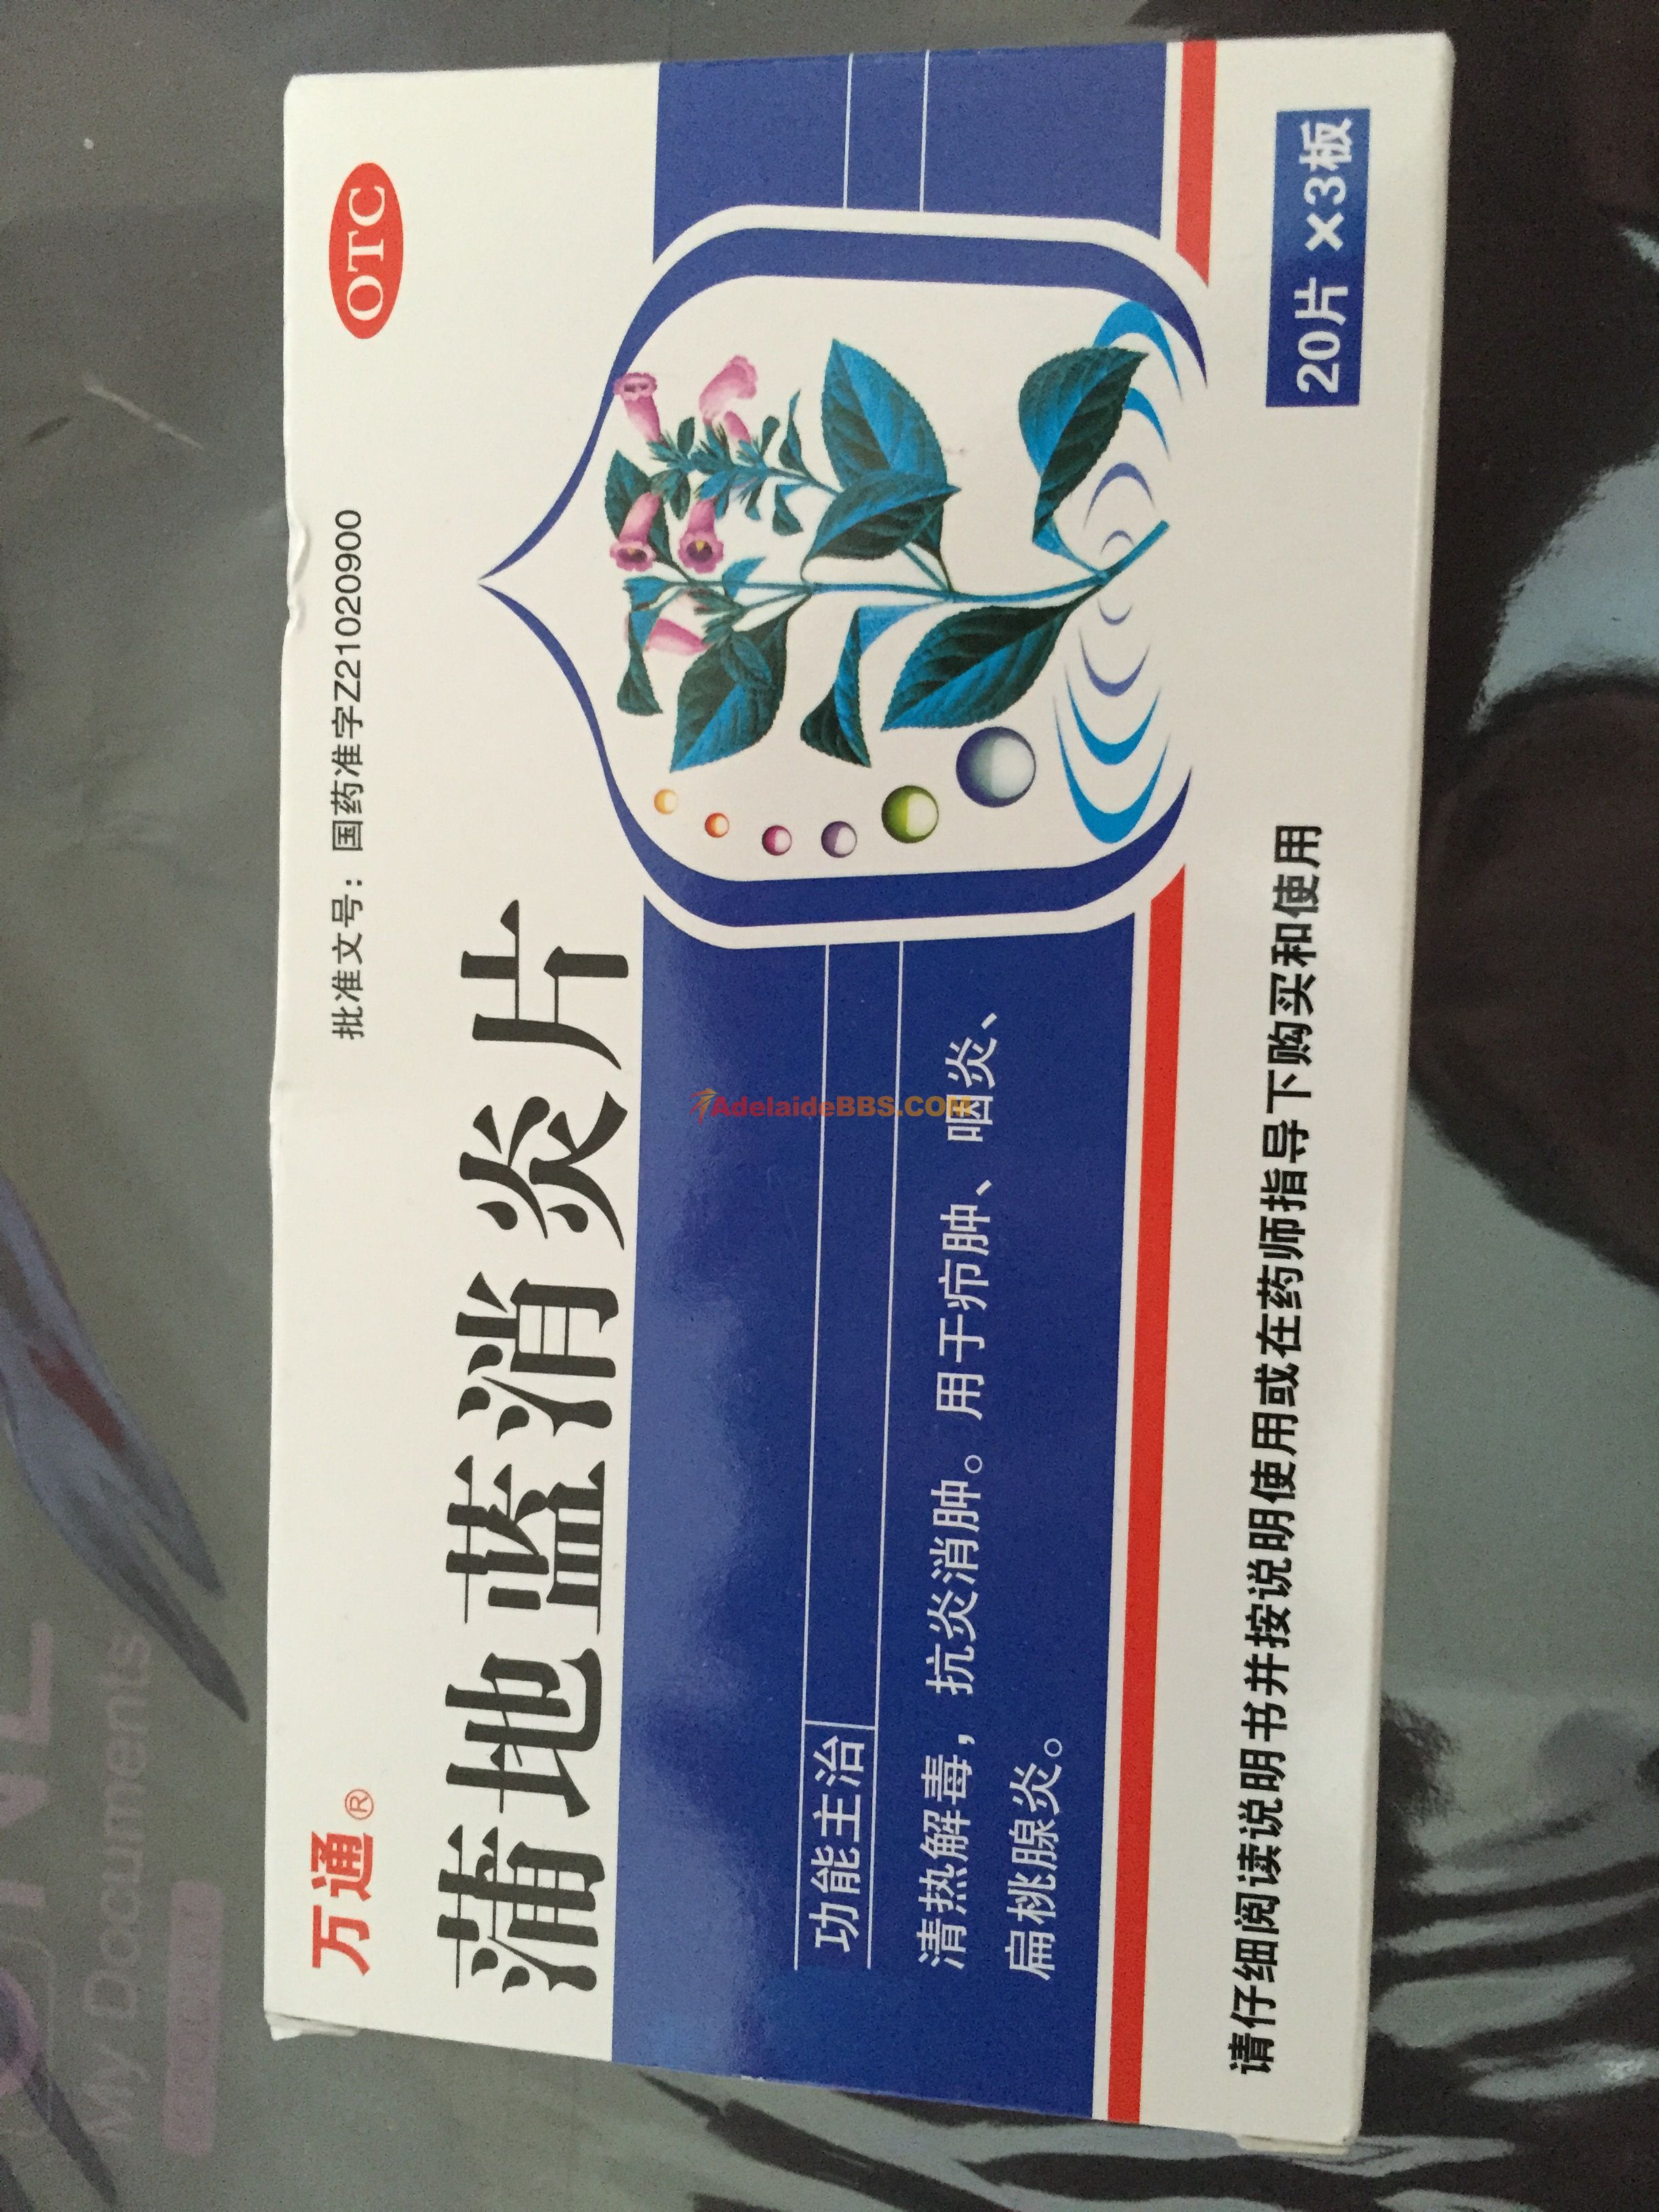 万通®
批准文号：国药准字Z21020900
OTC
蒲地蓝消炎片
功能主治
清热解毒，抗炎消肿。用于疖肿、咽炎、
扁桃腺炎。
AdelaideBBS.COM
请仔细阅读说明书并按说明使用或在药师指导下购买和使用
20片 ×3板
My Documents